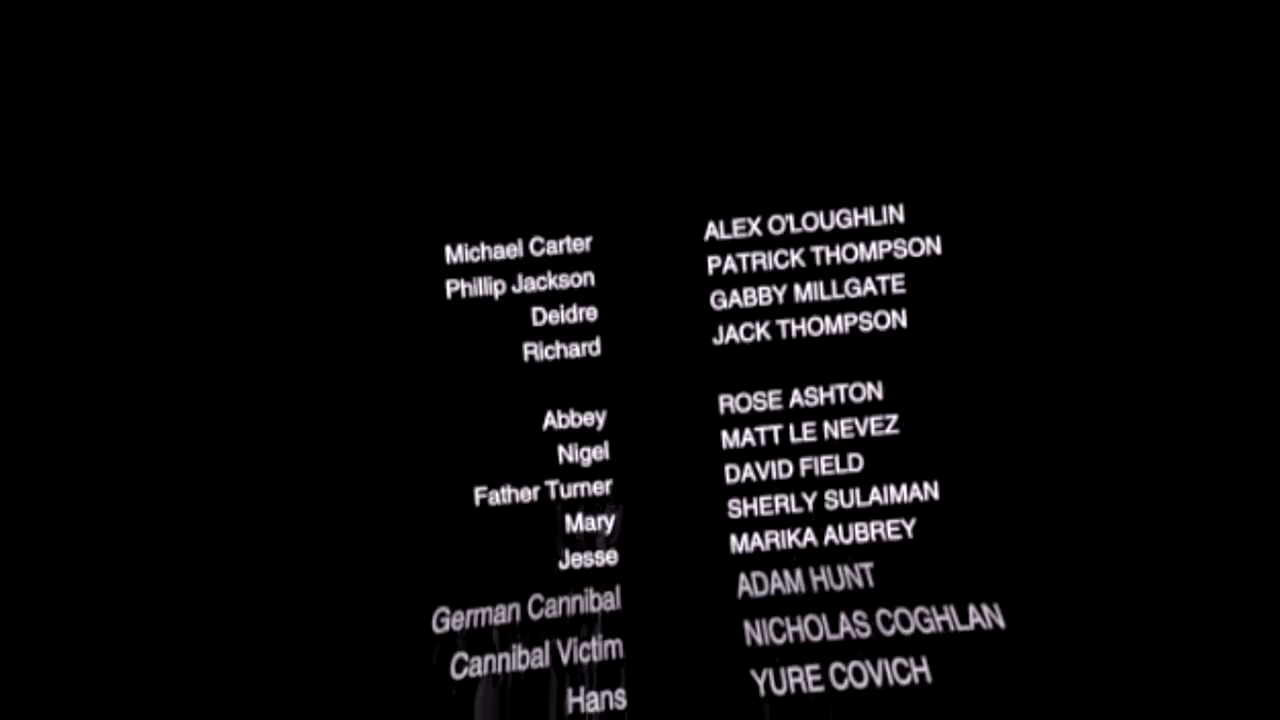 Michael Carter ALEX O'LOUGHLIN
Phillip Jackson PATRICK THOMPSON
Deidre GABBY MILLGATE
Richard JACK THOMPSON
Abbey ROSE ASHTON
Nigel MATT LE NEVEZ
Father Turner DAVID FIELD
Mary SHERLY SULAIMAN
Jesse MARIKA AUBREY
German Cannibal ADAM HUNT
Cannibal Victim NICHOLAS COGHLAN
Hans YURE COVICH